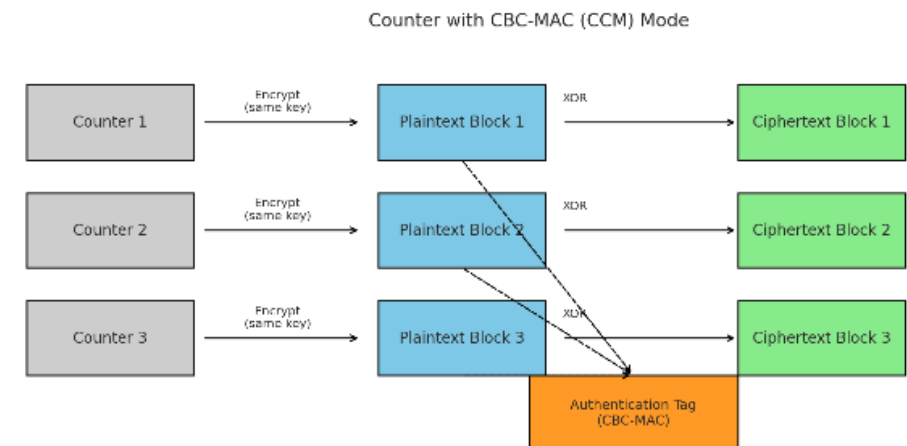 Counter with CBC-MAC (CCM) Mode
Counter 1
Encrypt
(same key)
Plaintext Block 1
XOR
Ciphertext Block 1
Counter 2
Encrypt
(same key)
Plaintext Block 2
XOR
Ciphertext Block 2
Counter 3
Encrypt
(same key)
Plaintext Block 3
XOR
Ciphertext Block 3
Authentication Tag
(CBC-MAC)